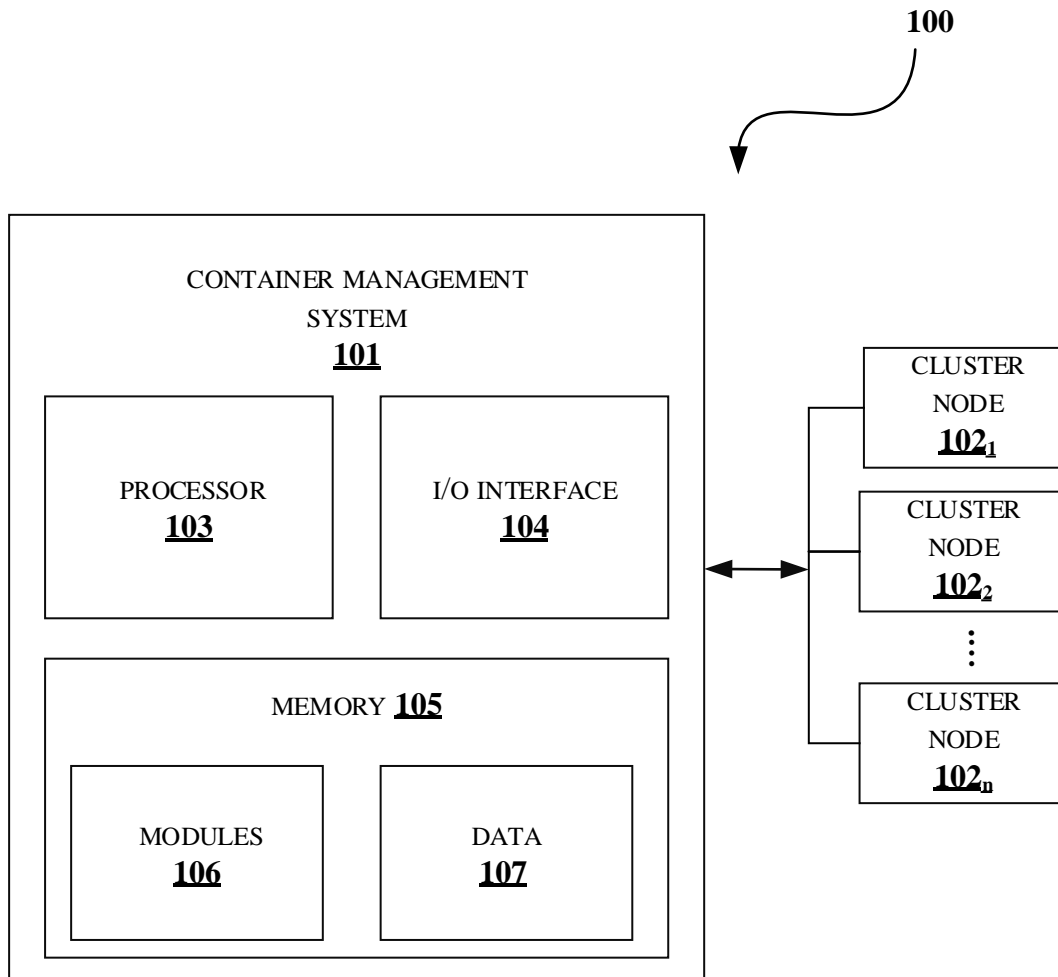 100
CONTAINER MANAGEMENT
SYSTEM
101
PROCESSOR
103
I/O INTERFACE
104
MEMORY 105
MODULES
106
DATA
107
CLUSTER
NODE
102₁
CLUSTER
NODE
102₂
CLUSTER
NODE
102ₙ